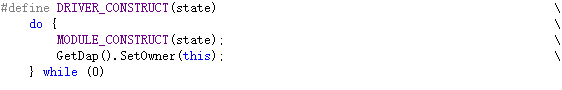 #define DRIVER_CONSTRUCT(state) \
    do { \
        MODULE_CONSTRUCT(state); \
        GetDap().SetOwner(this); \
    } while (0)